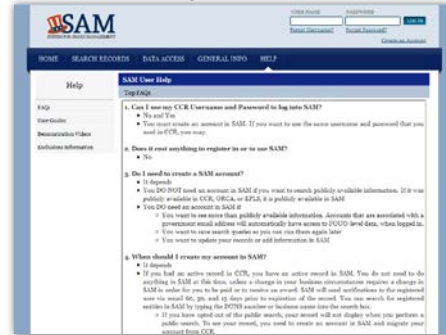 USER NAME PASSWORD
SAM LOG IN
SYSTEM FOR AWARD MANAGEMENT Forgot Username? Forgot Password?
Create an Account
HOME SEARCH RECORDS DATA ACCESS GENERAL INFO HELP
Help
FAQs
User Guides
Demonstration Videos
Exclusions Information
SAM User Help
Top FAQs
1. Can I use my CCR Username and Password to log into SAM?
No and Yes
You must create an account in SAM. If you want to use the same username and password that you
used in CCR, you may.
2. Does it cost anything to register in or to use SAM?
No
3. Do I need to create a SAM account?
It depends
You DO NOT need an account in SAM if you want to search publicly available information. If it was
publicly available in CCR, ORCA, or EPLS, it is publicly available in SAM
You DO need an account in SAM if
You want to see more than publicly available information. Accounts that are associated with a
government email address will automatically have access to FOUO level data, when logged in.
You want to save search queries so you can run them again later
You want to update your records or add information in SAM
4. When should I create my account in SAM?
It depends
If you had an active record in CCR, you have an active record in SAM. You do not need to do
anything in SAM at this time, unless a change in your business circumstances requires a change in
SAM in order for you to be paid or to receive an award. SAM will send notifications to the registered
user via email 60, 30, and 15 days prior to expiration of the record. You can search for registered
entities in SAM by typing the DUNS number or business name into the search box.
If you have opted out of the public search, your record will not display when you perform a
public search. To see your record, you need to create an account in SAM and migrate your
account from CCR.